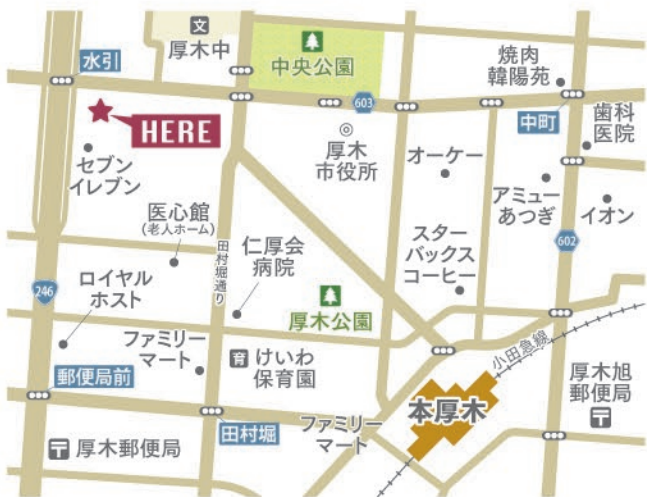 文
厚木中
中央公園
水引
焼肉
韓陽苑
603
中町
HERE
歯科
医院
厚木
市役所
オーケー
セブン
イレブン
アミュー
あつぎ
イオン
医心館
(老人ホーム)
田村堀通り
仁厚会
病院
スター
バックス
コーヒー
602
246
ロイヤル
ホスト
厚木公園
ファミリー
マート
育
けいわ
保育園
小田急線
郵便局前
本厚木
厚木旭
郵便局
田村堀
ファミリー
マート
厚木郵便局